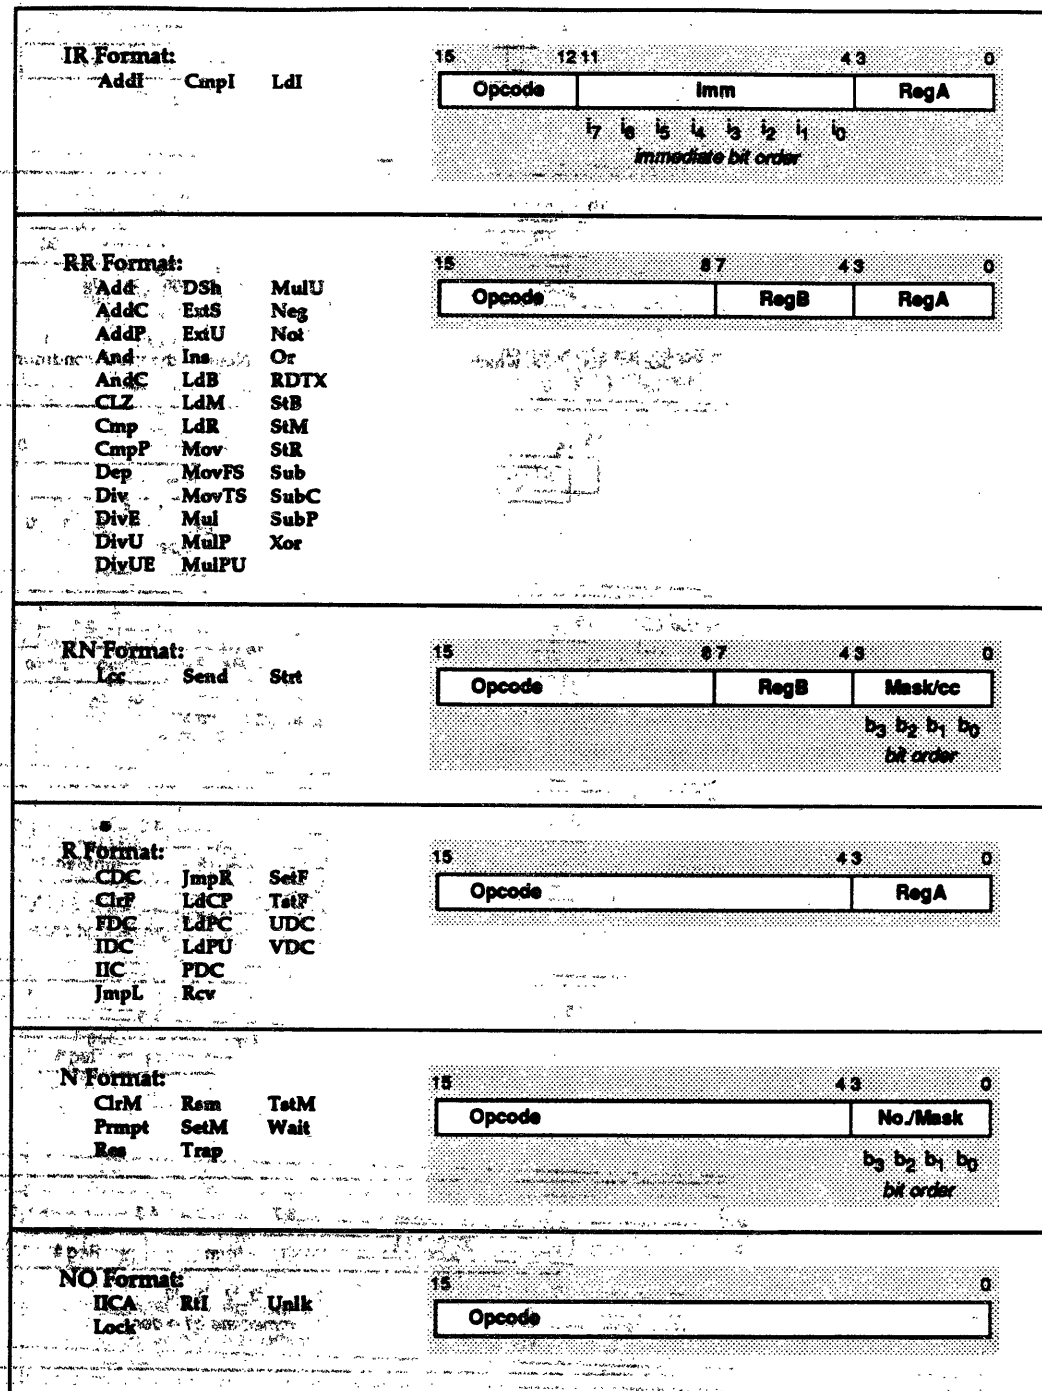 IR Format:
AddI CmpI LdI
15 12 11 4 3 0
Opcode Imm RegA
i7 i6 i5 i4 i3 i2 i1 i0
immediate bit order
RR Format:
Add DSh MulU
AddC ExtS Neg
AddP ExtU Not
And Ins Or
AndC LdB RDTX
CLZ LdM StB
Cmp LdR StM
CmpP Mov StR
Dep MovFS Sub
Div MovTS SubC
DivE Mul SubP
DivU MulP Xor
DivUE MulPU
15 8 7 4 3 0
Opcode RegB RegA
RN Format:
Lcc Send Strt
15 8 7 4 3 0
Opcode RegB Mask/cc
b3 b2 b1 b0
bit order
R Format:
CDC JmpR SetF
ClrF LdCP TstF
FDC LdPC UDC
IDC LdPU VDC
IIC PDC
JmpL Rcv
15 4 3 0
Opcode RegA
N Format:
ClrM Rsm TstM
Prmpt SetM Wait
Res Trap
15 4 3 0
Opcode No./Mask
b3 b2 b1 b0
bit order
NO Format:
IICA RtI Unlk
Lock
15 0
Opcode